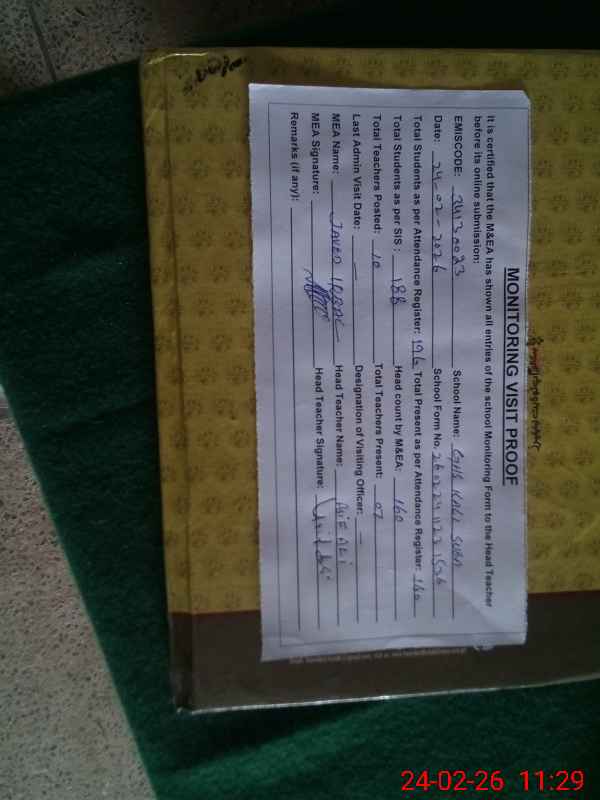 MONITORING VISIT PROOF
It is certified that the M&EA has shown all entries of the school Monitoring Form to the Head Teacher
before its online submission:
EMISCODE: 34130023 School Name: GHS
Date: 24-02-2026 School Form No.
Total Students as per Attendance Register: 196 Total Present as per Attendance Register: 160
Total Students as per SIS : 188 Head count by M&EA: 160
Total Teachers Posted: 10 Total Teachers Present: 07
Last Admin Visit Date: — Designation of Visiting Officer: —
MEA Name: JAVED IQBAL Head Teacher Name: ALI
MEA Signature: Head Teacher Signature:
Remarks (if any):
24-02-26 11:29